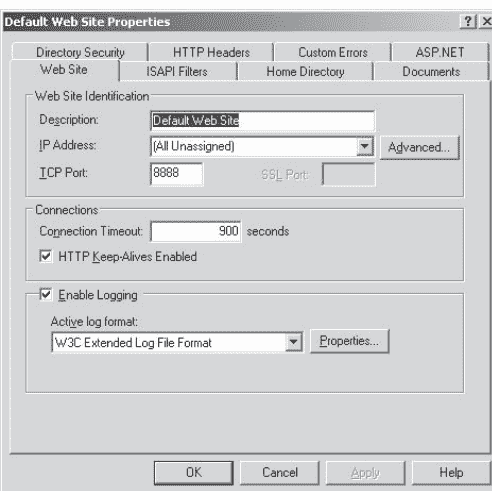 Default Web Site Properties
? x
Directory Security HTTP Headers Custom Errors ASP.NET
Web Site ISAPI Filters Home Directory Documents
Web Site Identification
Description: Default Web Site
IP Address: (All Unassigned) Advanced...
TCP Port: 8888 SSL Port:
Connections
Connection Timeout: 900 seconds
HTTP Keep-Alives Enabled
Enable Logging
Active log format:
W3C Extended Log File Format Properties...
OK Cancel Apply Help